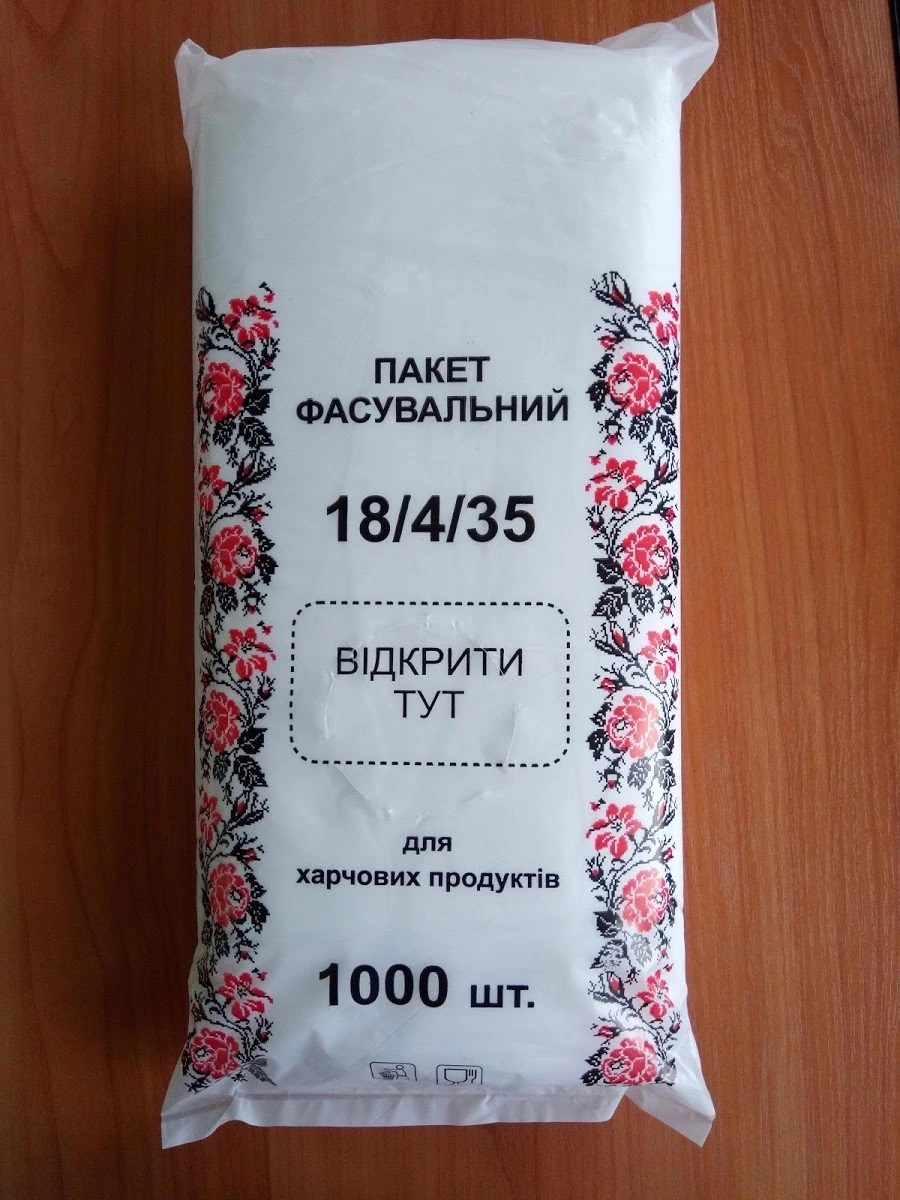 ПАКЕТ
ФАСУВАЛЬНИЙ
18/4/35
ВІДКРИТИ
ТУТ
для
харчових продуктів
1000 шт.